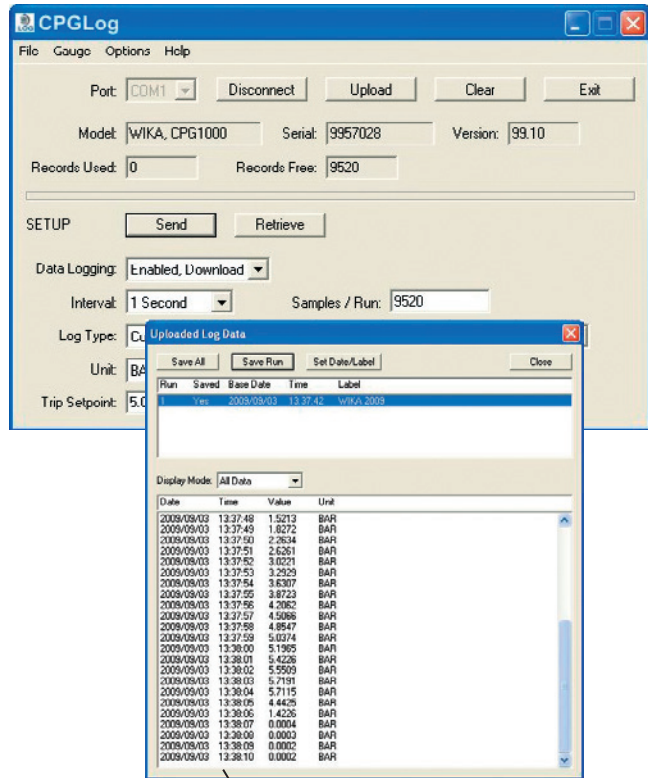 CPGLog
File Gauge Options Help
Port: COM1 Disconnect Upload Clear Exit
Model: WIKA, CPG1000 Serial: 9957028 Version: 99.10
Records Used: 0 Records Free: 9520
SETUP Send Retrieve
Data Logging: Enabled, Download
Interval: 1 Second Samples / Run: 9520
Log Type: Cu
Unit: BA
Trip Setpoint: 5.0
Uploaded Log Data
Save All Save Run Set Date/Label Close
Run Saved Base Date Time Label
1 Yes 2009/09/03 13:37:42 WIKA 2009
Display Mode: All Data
Date Time Value Unit
2009/09/03 13:37:48 1.5213 BAR
2009/09/03 13:37:49 1.8272 BAR
2009/09/03 13:37:50 2.2634 BAR
2009/09/03 13:37:51 2.6261 BAR
2009/09/03 13:37:52 3.0221 BAR
2009/09/03 13:37:53 3.2929 BAR
2009/09/03 13:37:54 3.6307 BAR
2009/09/03 13:37:55 3.8723 BAR
2009/09/03 13:37:56 4.2062 BAR
2009/09/03 13:37:57 4.5066 BAR
2009/09/03 13:37:58 4.8547 BAR
2009/09/03 13:37:59 5.0374 BAR
2009/09/03 13:38:00 5.1965 BAR
2009/09/03 13:38:01 5.4226 BAR
2009/09/03 13:38:02 5.5509 BAR
2009/09/03 13:38:03 5.7191 BAR
2009/09/03 13:38:04 5.7115 BAR
2009/09/03 13:38:05 4.4425 BAR
2009/09/03 13:38:06 1.4226 BAR
2009/09/03 13:38:07 0.0004 BAR
2009/09/03 13:38:08 0.0003 BAR
2009/09/03 13:38:09 0.0002 BAR
2009/09/03 13:38:10 0.0002 BAR